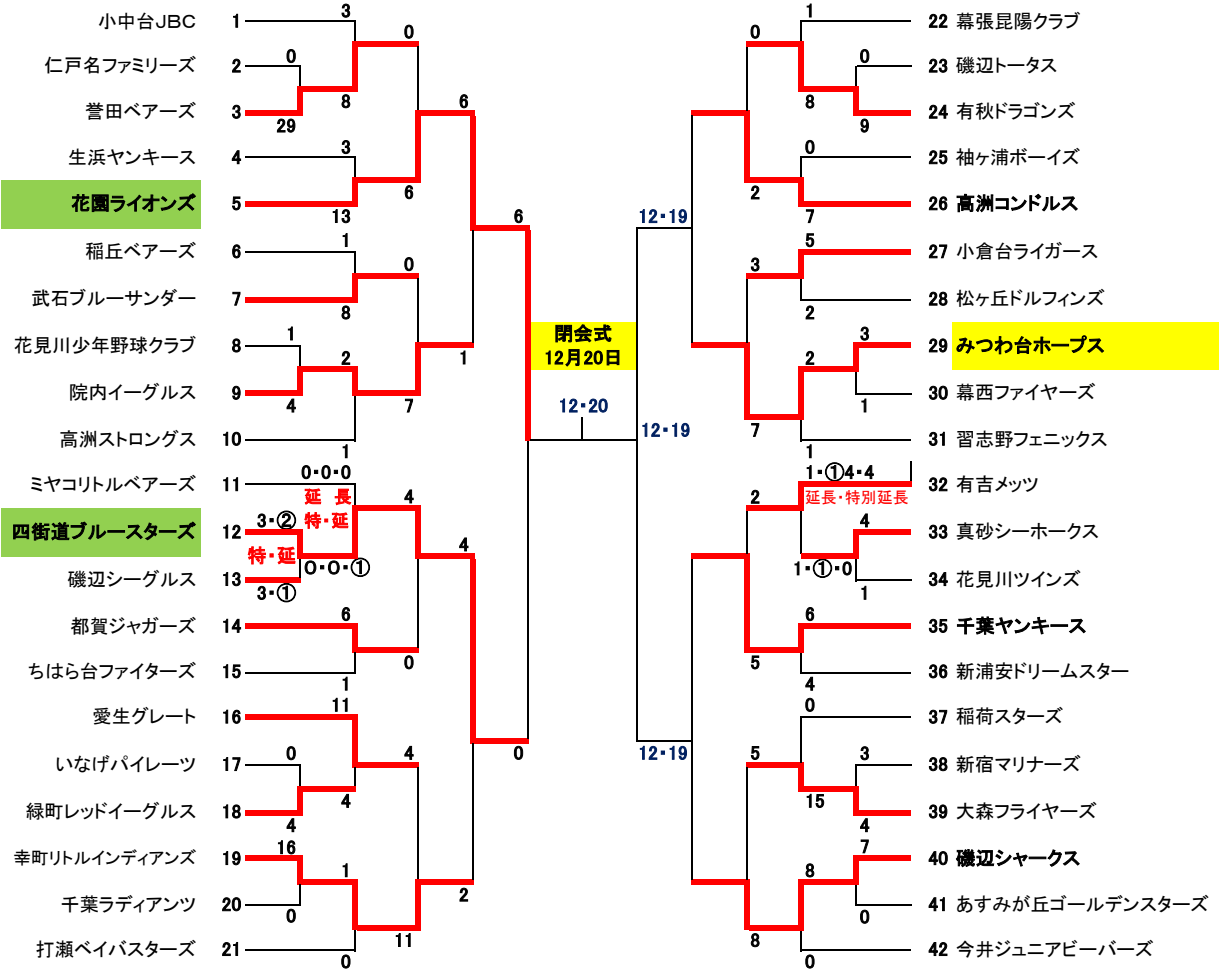 小中台JBC 1 3
0
仁戸名ファミリーズ 2 0
8
誉田ベアーズ 3 29
6
生浜ヤンキース 4 3
6
花園ライオンズ 5 13
6
稲丘ベアーズ 6 1
0
武石ブルーサンダー 7 8
花見川少年野球クラブ 8 1
2
1
院内イーグルス 9 4
7
高洲ストロングス 10 1
ミヤコリトルベアーズ 11 0・0・0
延 長
特・延
4
四街道ブルースターズ 12 3・②
特・延
0・0・①
4
磯辺シーグルス 13 3・①
都賀ジャガーズ 14 6
0
ちはら台ファイターズ 15 1
愛生グレート 16 11
4
0
いなげパイレーツ 17 0
4
緑町レッドイーグルス 18 4
幸町リトルインディアンズ 19 16
1
2
千葉ラディアンツ 20 0
11
打瀬ベイバスターズ 21 0
閉会式
12月20日
12・20
12・19
12・19
12・19
1 22 幕張昆陽クラブ
0
0 23 磯辺トータス
8
9 24 有秋ドラゴンズ
0 25 袖ヶ浦ボーイズ
2
7 26 高洲コンドルス
5 27 小倉台ライガース
3
2 28 松ヶ丘ドルフィンズ
3 29 みつわ台ホープス
2
1 30 幕西ファイヤーズ
7
1 31 習志野フェニックス
1・①4・4 32 有吉メッツ
延長・特別延長
2
4 33 真砂シーホークス
1・①・0
1 34 花見川ツインズ
6 35 千葉ヤンキース
5
4 36 新浦安ドリームスター
0 37 稲荷スターズ
5
3 38 新宿マリナーズ
15
4 39 大森フライヤーズ
7 40 磯辺シャークス
8
0 41 あすみが丘ゴールデンスターズ
8
0 42 今井ジュニアビーバーズ